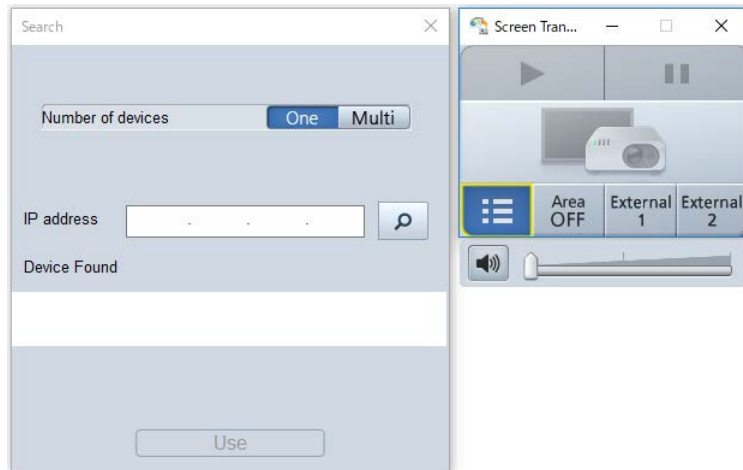 Search
Number of devices
One
Multi
IP address
. . .
Device Found
Use
Screen Tran...
Area
OFF
External
1
External
2